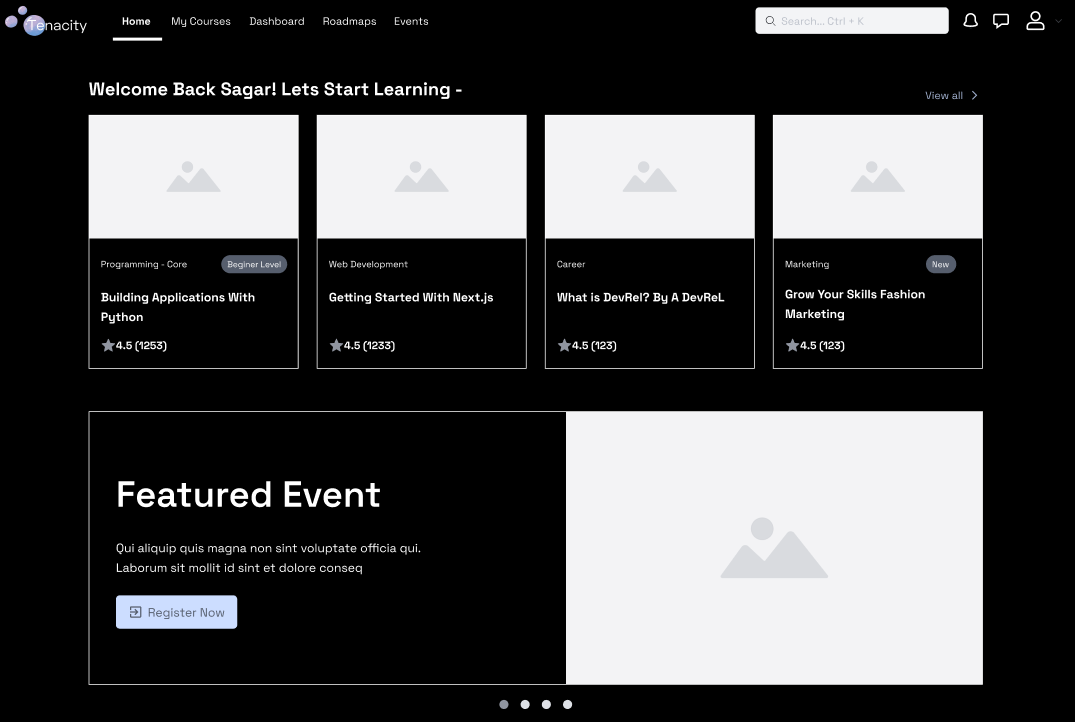 Tenacity
Home My Courses Dashboard Roadmaps Events
Search... Ctrl + K
Welcome Back Sagar! Lets Start Learning -
View all
Programming - Core
Beginer Level
Building Applications With
Python
4.5 (1253)
Web Development
Getting Started With Next.js
4.5 (1233)
Career
What is DevRel? By A DevReL
4.5 (123)
Marketing
New
Grow Your Skills Fashion
Marketing
4.5 (123)
Featured Event
Qui aliquip quis magna non sint voluptate officia qui.
Laborum sit mollit id sint et dolore conseq
Register Now